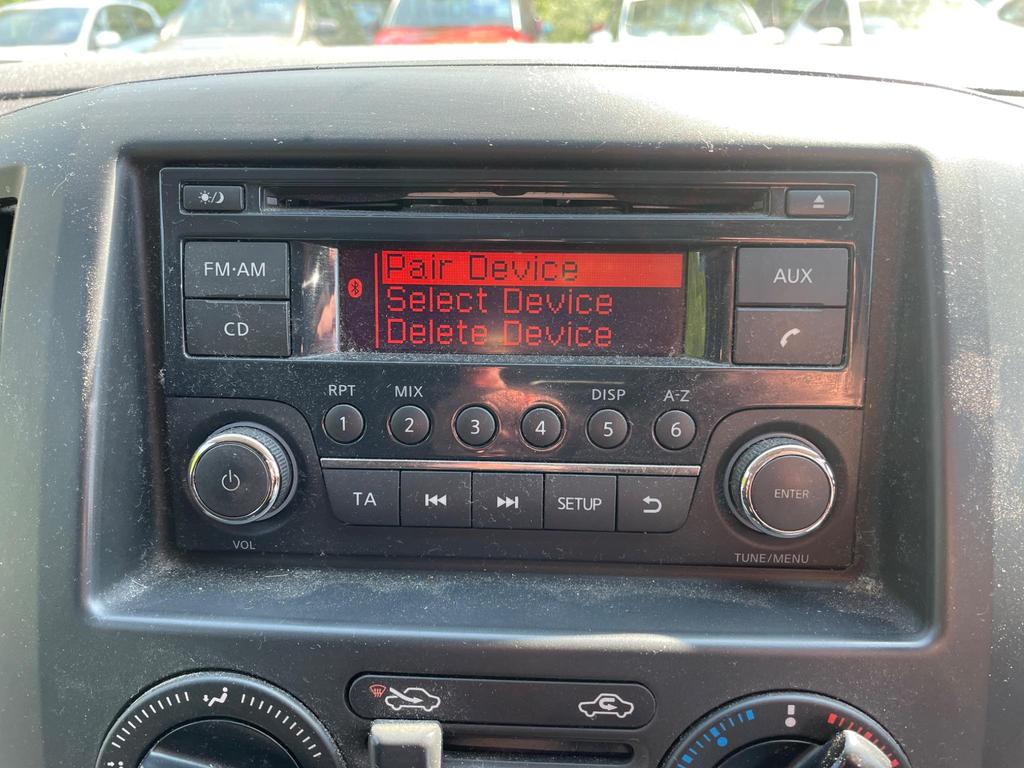 FM·AM
CD
Pair Device
Select Device
Delete Device
AUX
RPT MIX DISP A-Z
1 2 3 4 5 6
TA SETUP
ENTER
VOL
TUNE/MENU